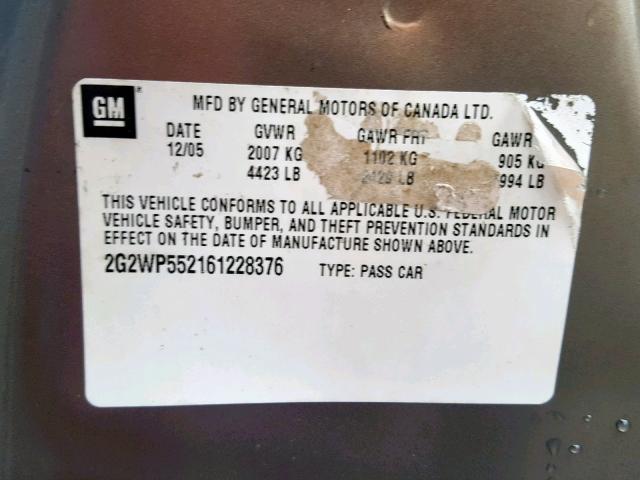 GM
MFD BY GENERAL MOTORS OF CANADA LTD.
DATE GVWR GAWR FRT GAWR
12/05 2007 KG 1102 KG 905 KG
4423 LB LB 994 LB
THIS VEHICLE CONFORMS TO ALL APPLICABLE U.S. FEDERAL MOTOR
VEHICLE SAFETY, BUMPER, AND THEFT PREVENTION STANDARDS IN
EFFECT ON THE DATE OF MANUFACTURE SHOWN ABOVE.
2G2WP552161228376 TYPE: PASS CAR